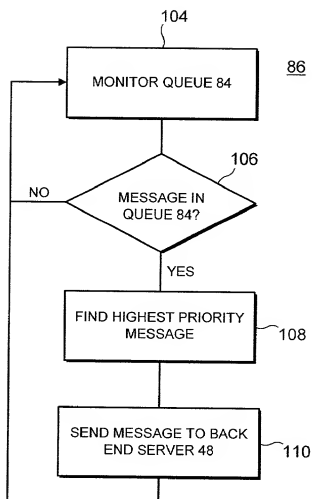 104
MONITOR QUEUE 84
86
106
NO
MESSAGE IN
QUEUE 84?
YES
FIND HIGHEST PRIORITY
MESSAGE
108
SEND MESSAGE TO BACK
END SERVER 48
110